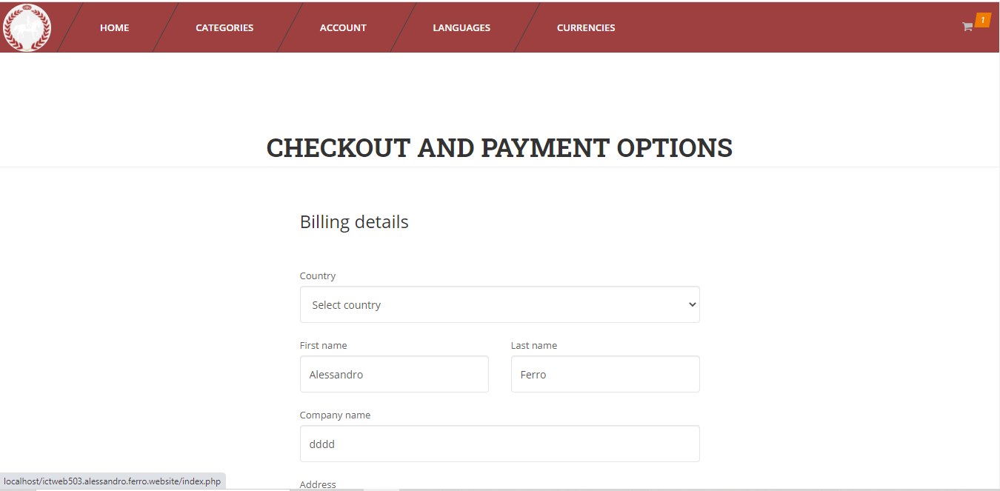 HOME CATEGORIES ACCOUNT LANGUAGES CURRENCIES 1
CHECKOUT AND PAYMENT OPTIONS
Billing details
Country
Select country
First name Last name
Alessandro Ferro
Company name
dddd
localhost/ictweb503.alessandro.ferro.website/index.php
Address